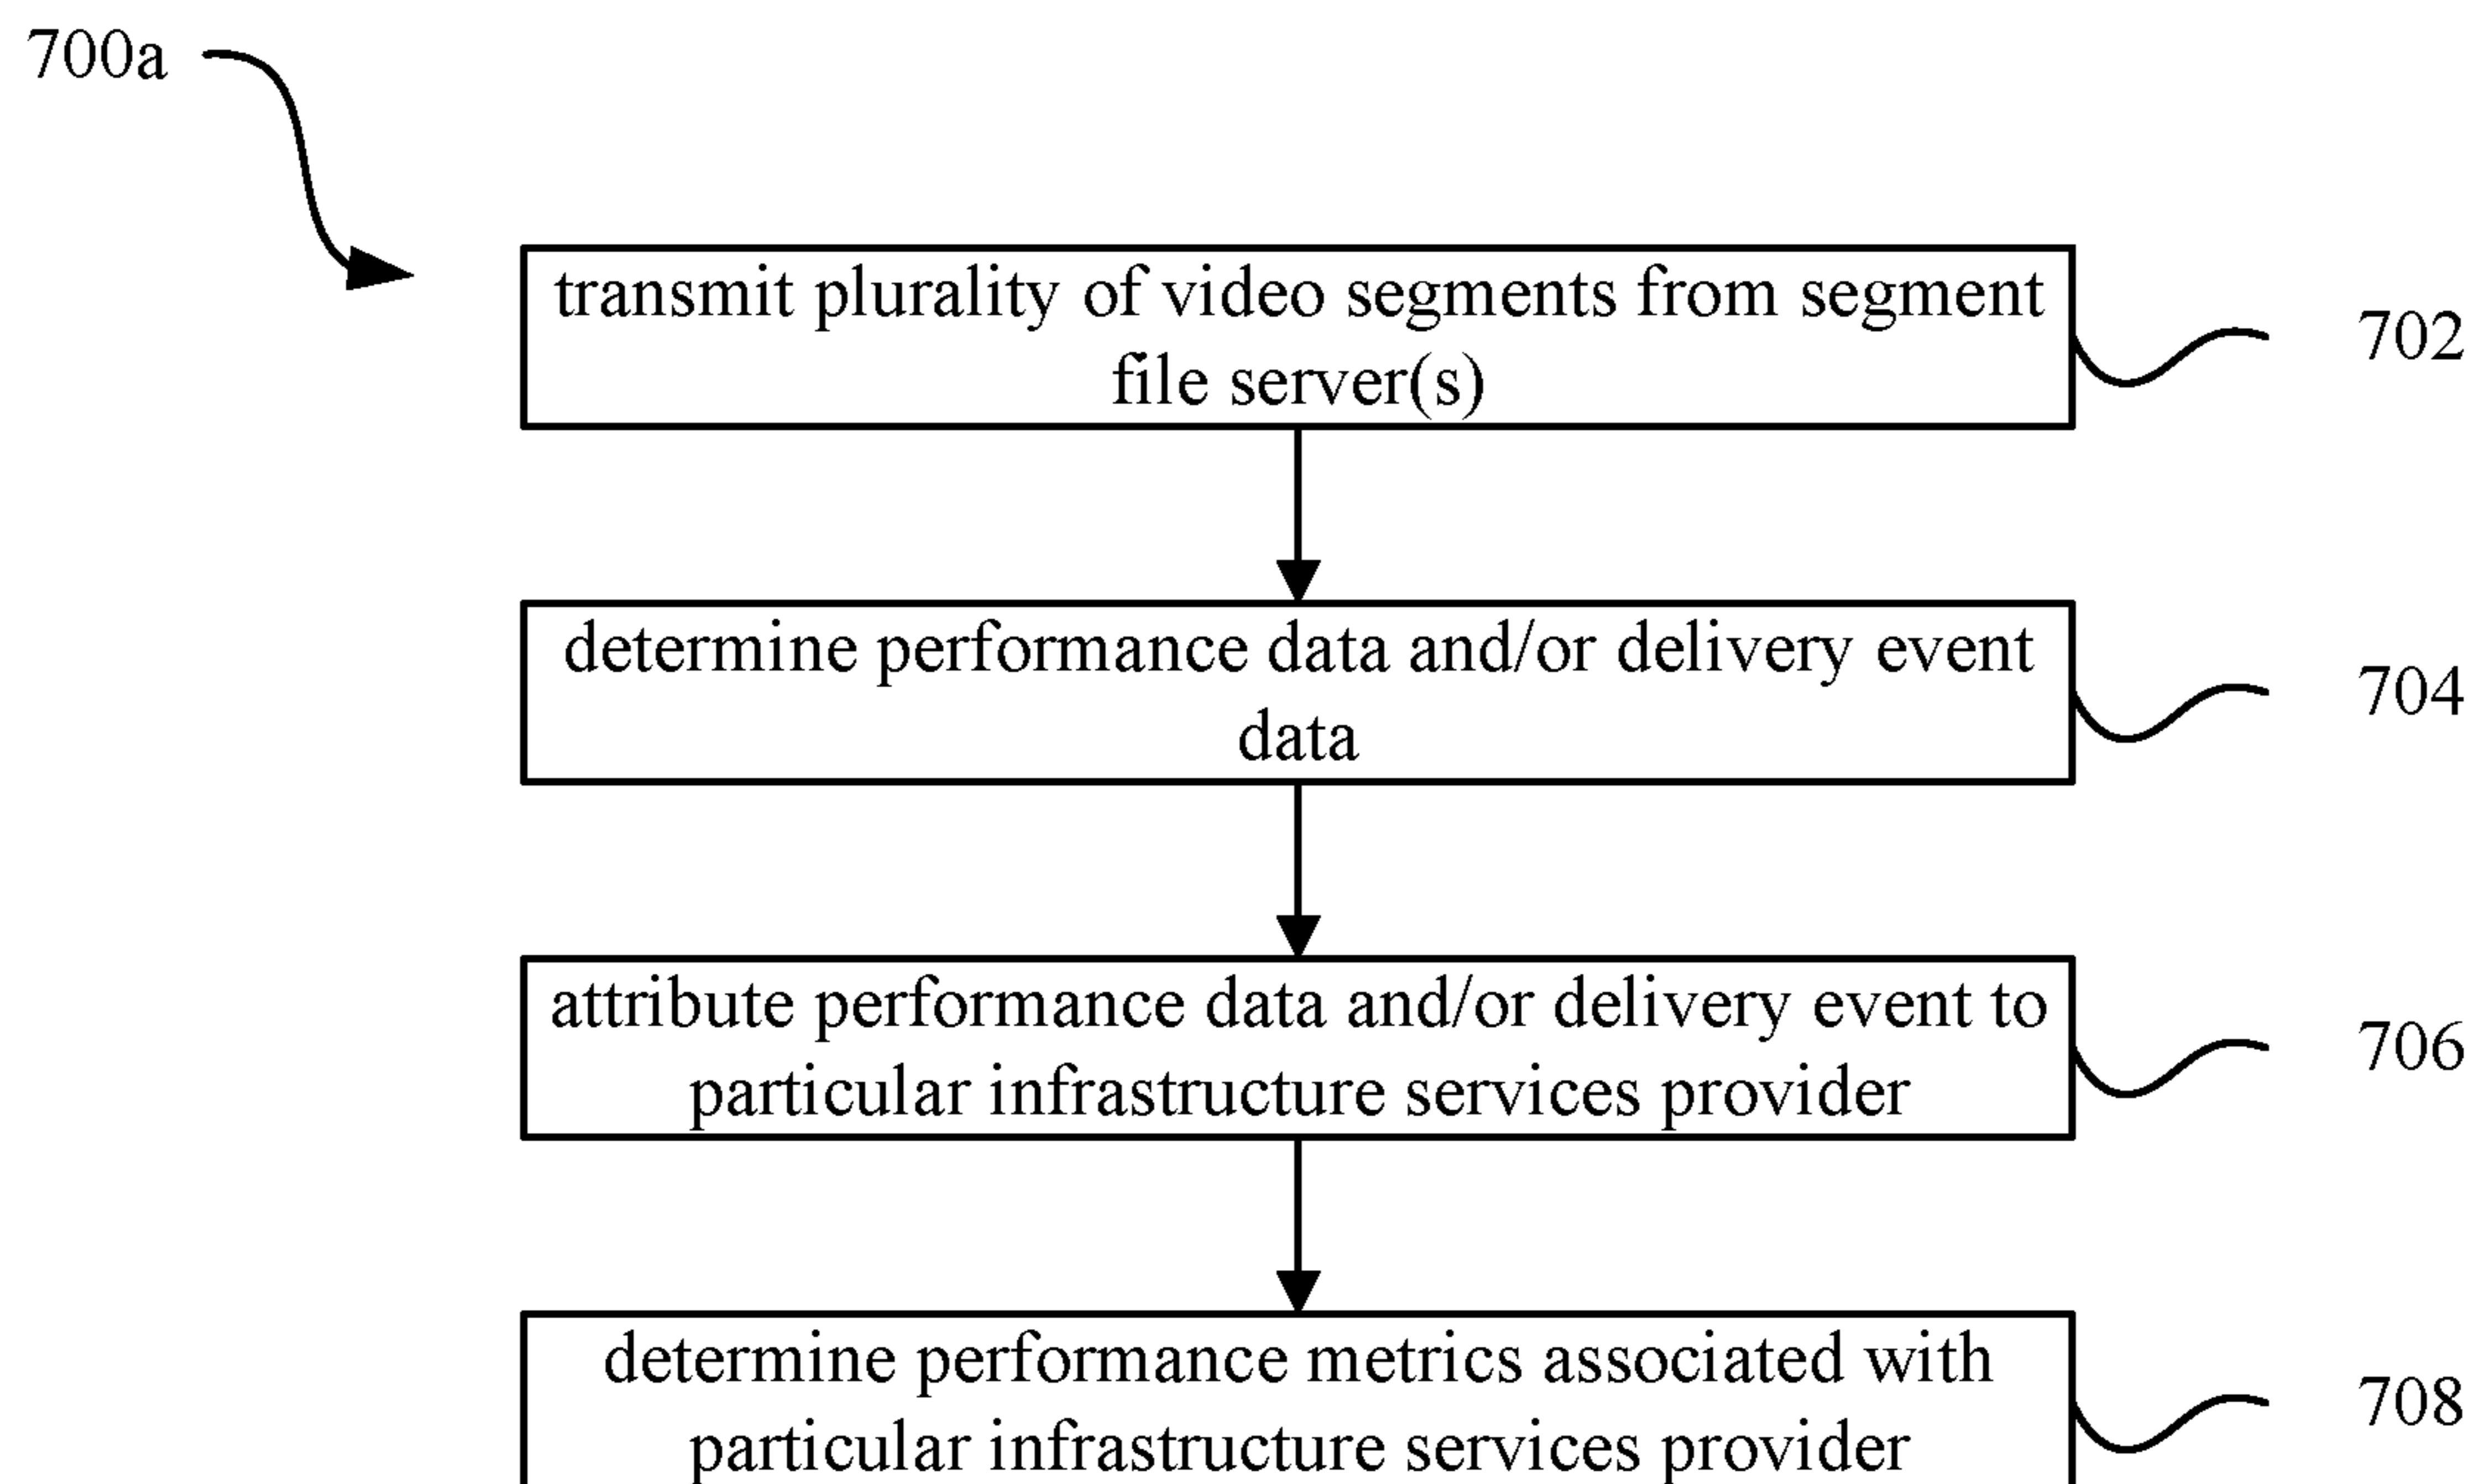 700a
transmit plurality of video segments from segment
file server(s)
702
determine performance data and/or delivery event
data
704
attribute performance data and/or delivery event to
particular infrastructure services provider
706
determine performance metrics associated with
particular infrastructure services provider
708